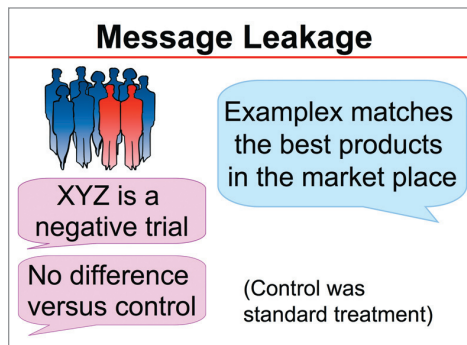 Message Leakage
Examplex matches
the best products
in the market place
XYZ is a
negative trial
No difference
versus control
(Control was
standard treatment)